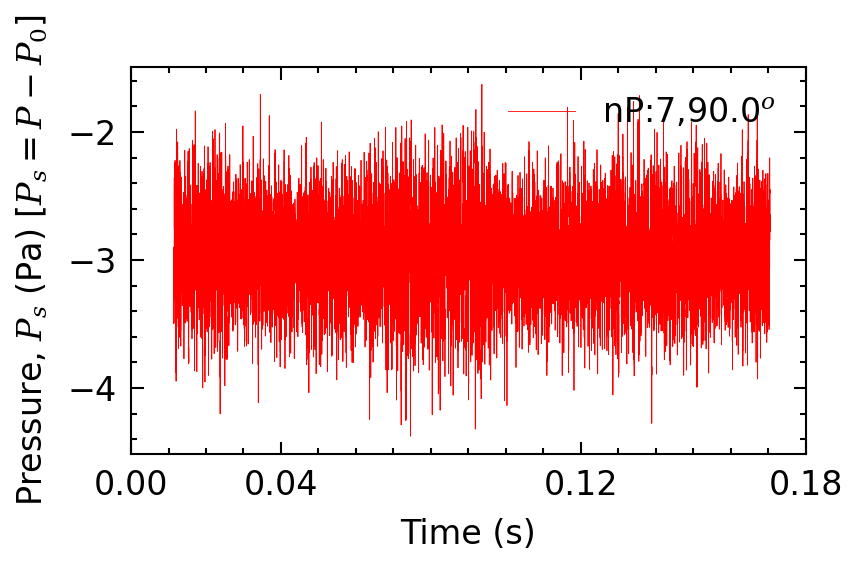 Pressure, P_s (Pa) [P_s = P − P_0]
nP:7,90.0^o
−2
−3
−4
0.00 0.04 0.12 0.18
Time (s)